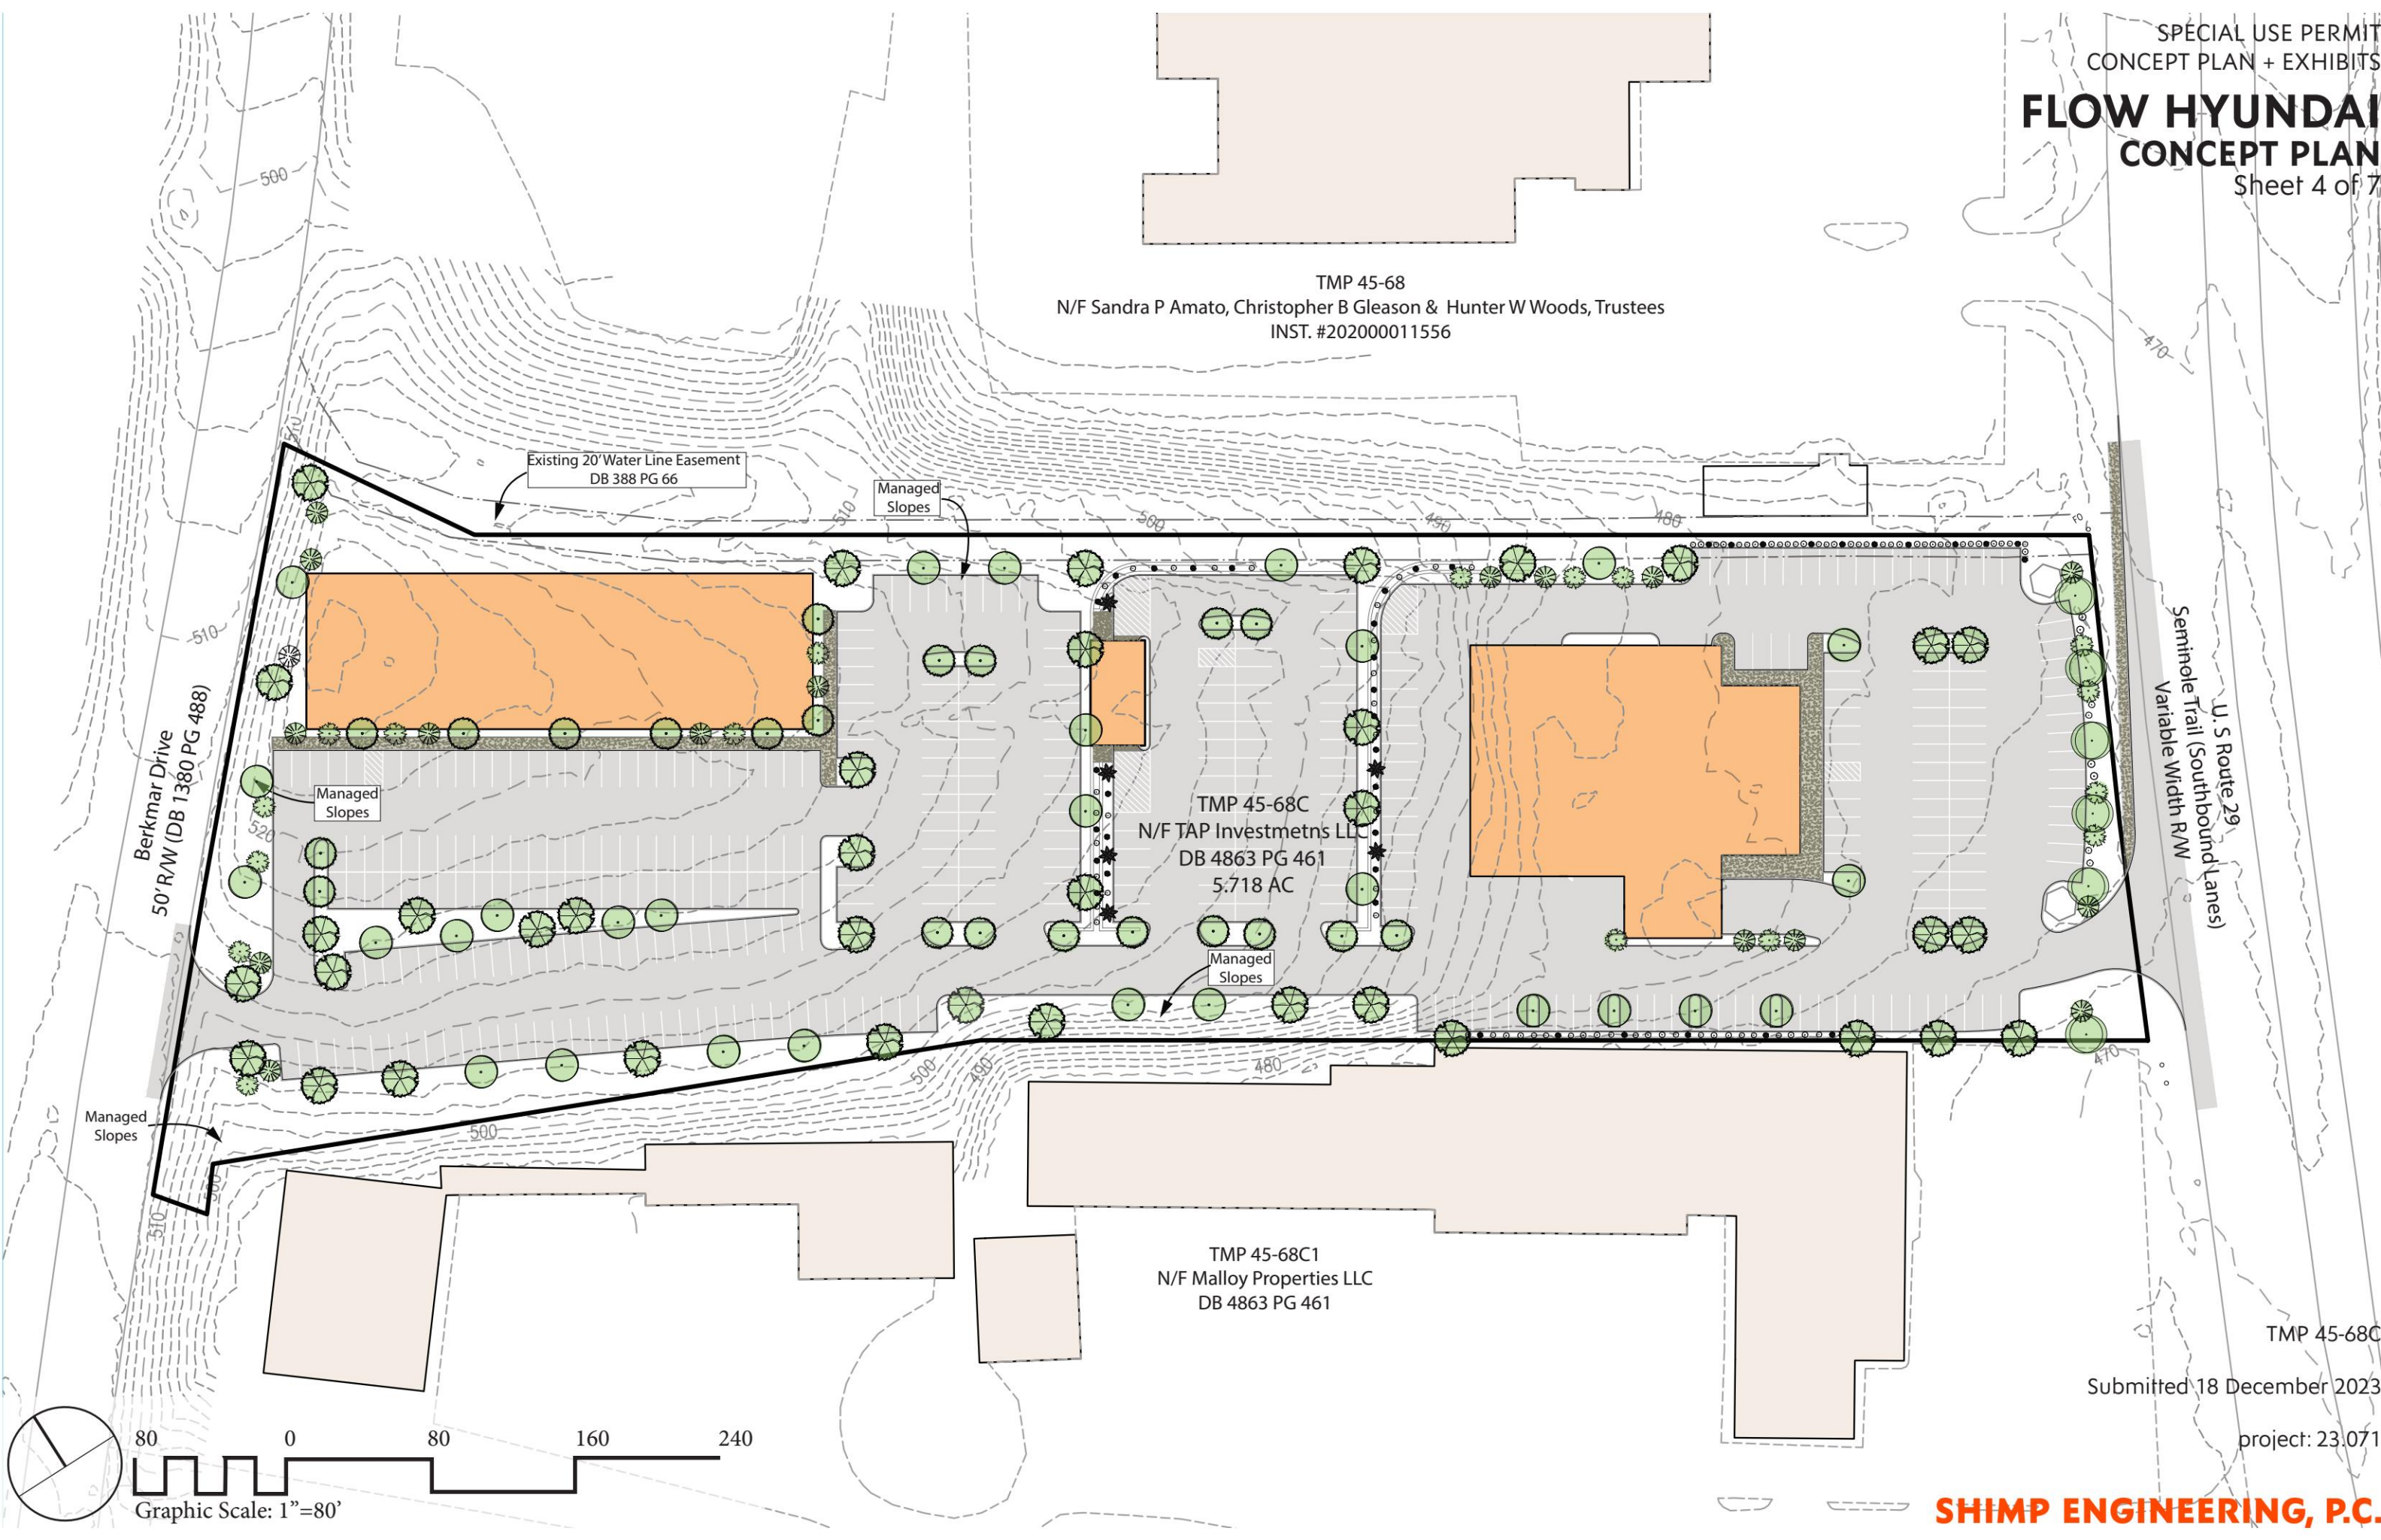 SPECIAL USE PERMIT
CONCEPT PLAN + EXHIBITS
FLOW HYUNDAI
CONCEPT PLAN
Sheet 4 of 7
500
TMP 45-68
N/F Sandra P Amato, Christopher B Gleason & Hunter W Woods, Trustees
INST. #202000011556
470
510
Existing 20' Water Line Easement
DB 388 PG 66
Managed
Slopes
510
500
490
480
FO
510
Berkmar Drive
50' R/W (DB 1380 PG 488)
U. S Route 29
Seminole Trail (Southbound Lanes)
Variable Width R/W
Managed
Slopes
520
TMP 45-68C
N/F TAP Investmetns LLC
DB 4863 PG 461
5.718 AC
Managed
Slopes
500
490
480
470
Managed
Slopes
500
500
510
TMP 45-68C1
N/F Malloy Properties LLC
DB 4863 PG 461
TMP 45-68C
Submitted 18 December 2023
project: 23.071
80 0 80 160 240
Graphic Scale: 1”=80’
SHIMP ENGINEERING, P.C.